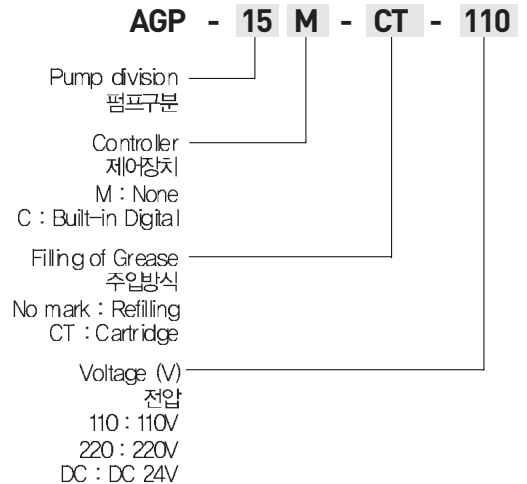 AGP - 15 M - CT - 110
Pump division
펌프구분
Controller
제어장치
M : None
C : Built-in Digital
Filling of Grease
주입방식
No mark : Refilling
CT : Cartridge
Voltage (V)
전압
110 : 110V
220 : 220V
DC : DC 24V